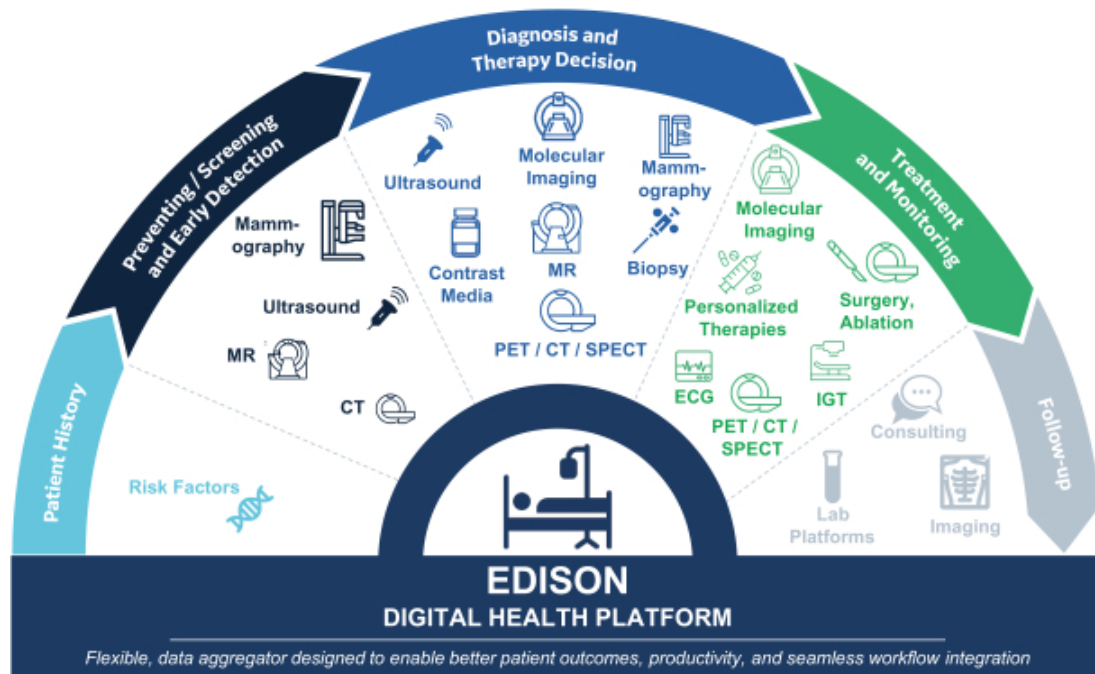 Patient History
Risk Factors
Preventing / Screening
and Early Detection
Mamm-
ography
Ultrasound
MR
CT
Diagnosis and
Therapy Decision
Ultrasound
Molecular
Imaging
Mamm-
ography
Contrast
Media
MR
Biopsy
PET / CT / SPECT
Treatment
and Monitoring
Molecular
Imaging
Personalized
Therapies
Surgery,
Ablation
ECG
PET / CT /
SPECT
IGT
Follow-up
Consulting
Lab
Platforms
Imaging
EDISON
DIGITAL HEALTH PLATFORM
Flexible, data aggregator designed to enable better patient outcomes, productivity, and seamless workflow integration